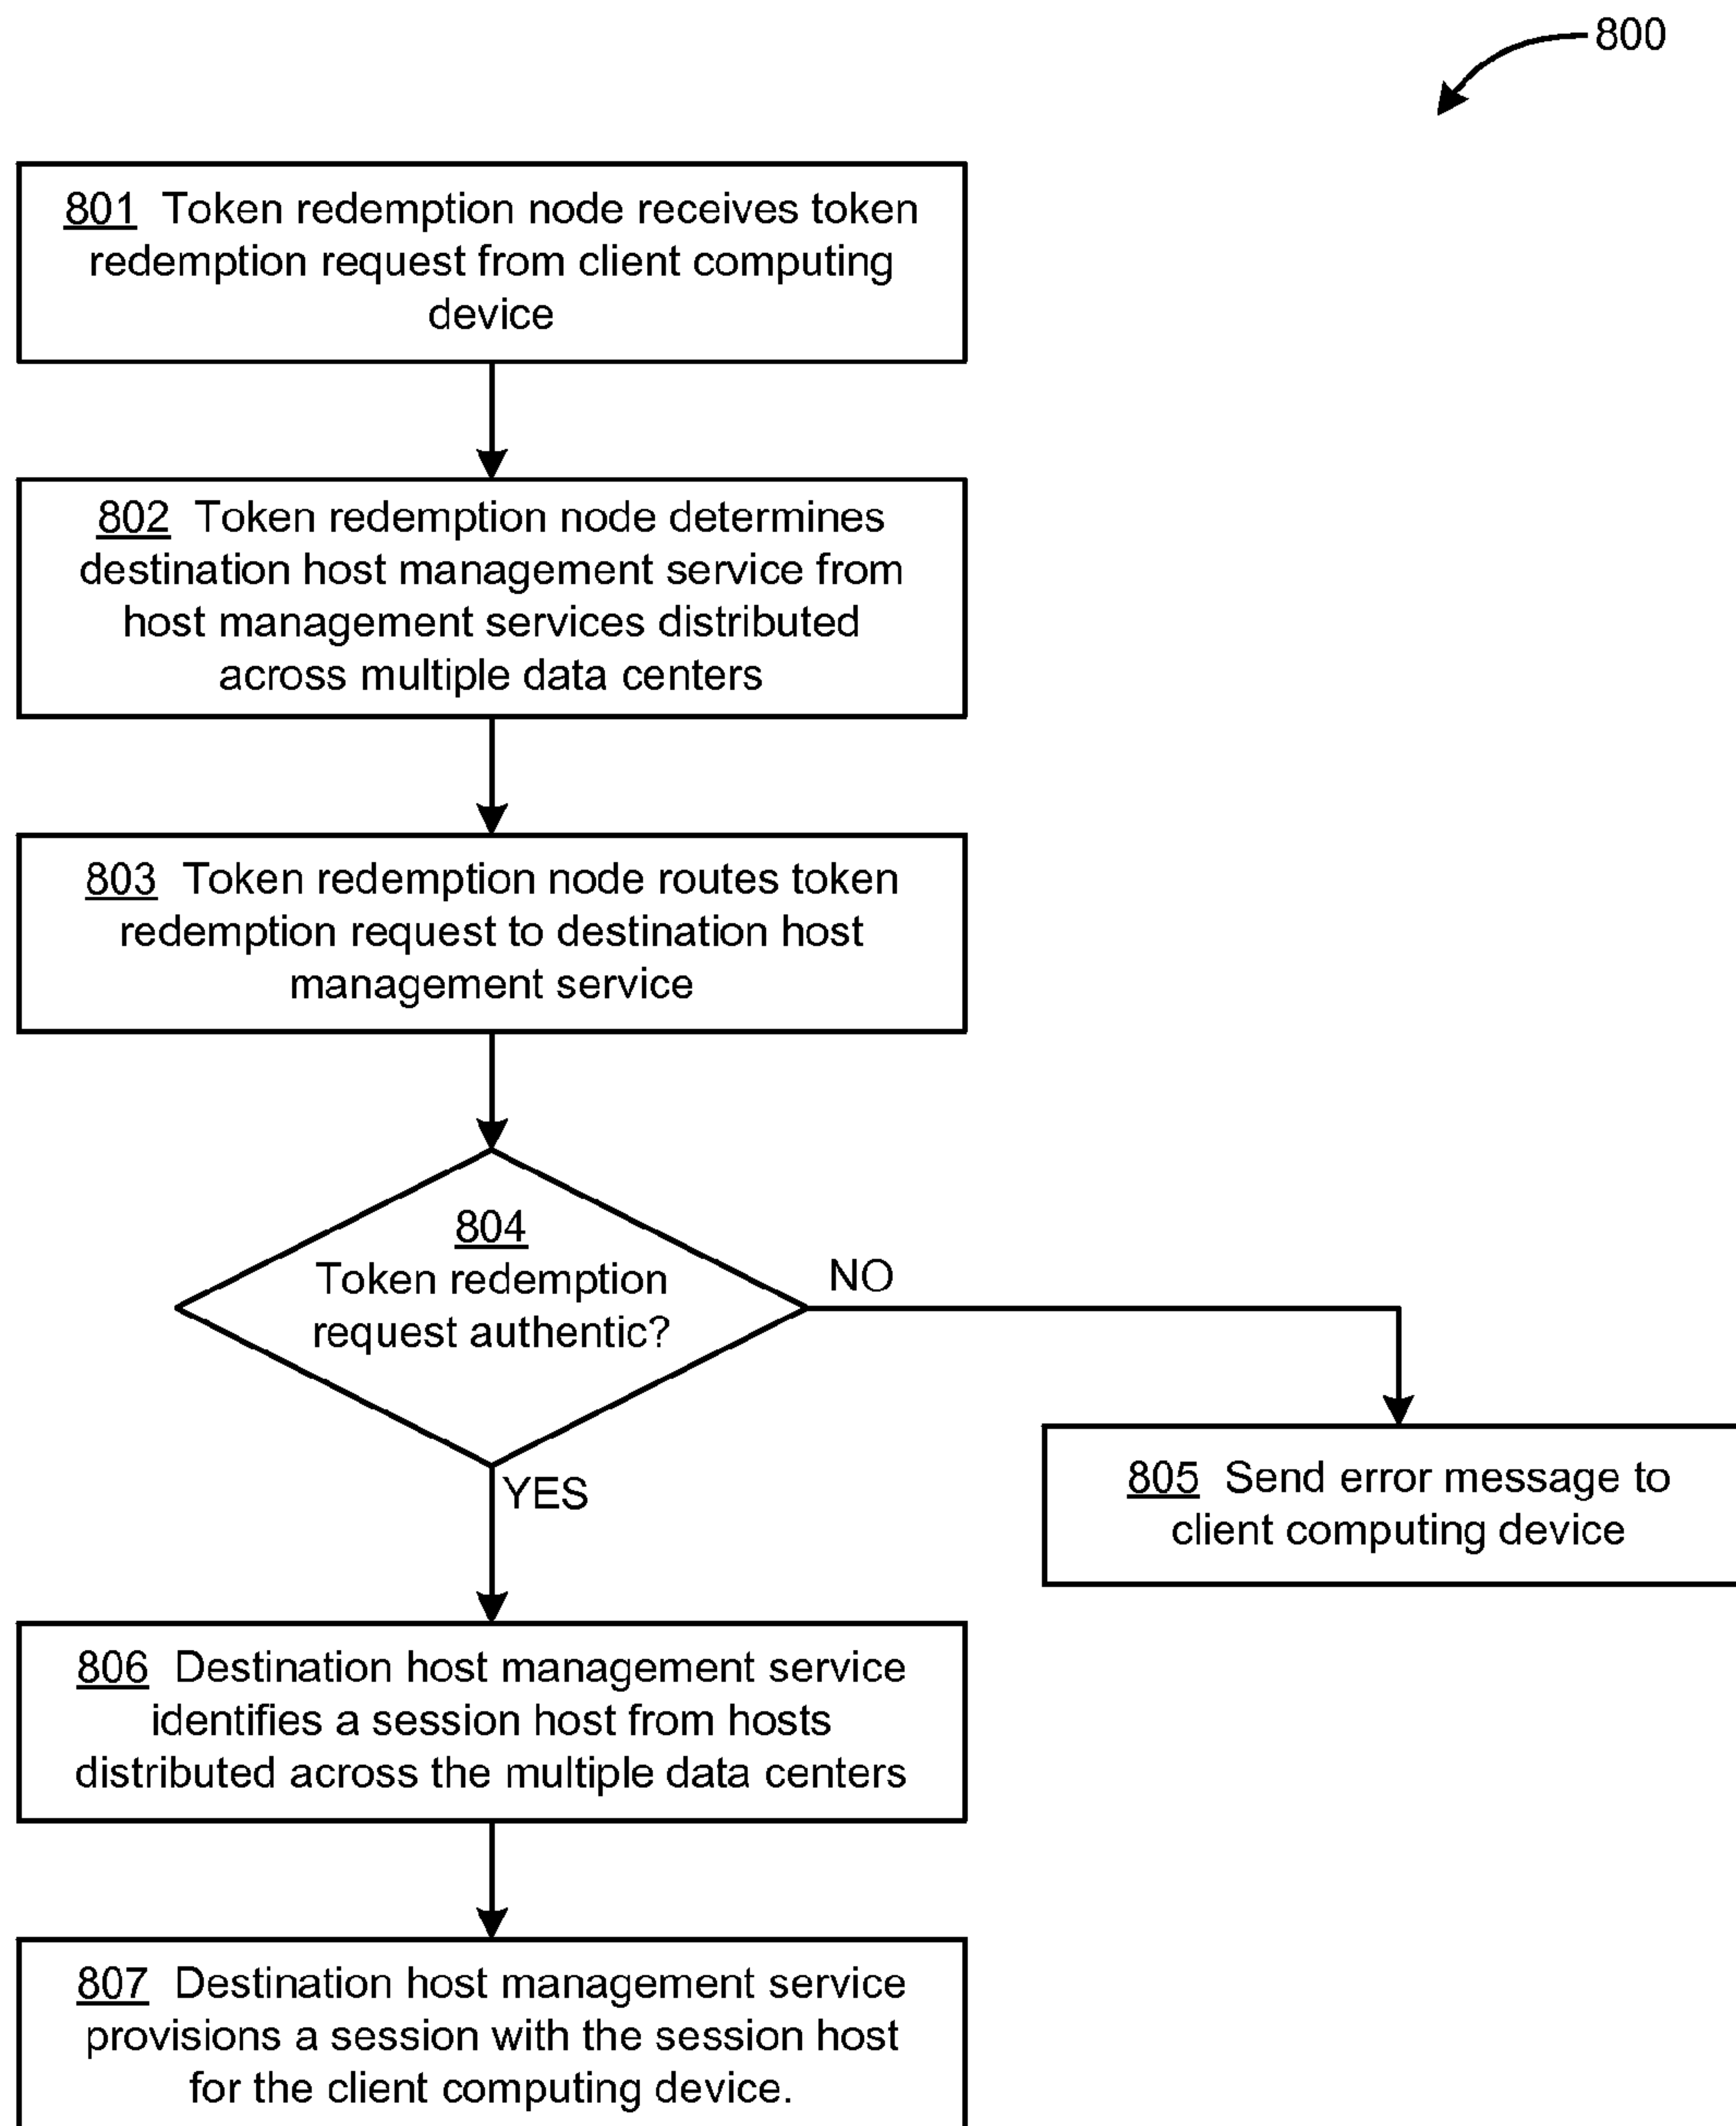 800
801 Token redemption node receives token
redemption request from client computing
device
802 Token redemption node determines
destination host management service from
host management services distributed
across multiple data centers
803 Token redemption node routes token
redemption request to destination host
management service
804
Token redemption
request authentic?
NO
YES
805 Send error message to
client computing device
806 Destination host management service
identifies a session host from hosts
distributed across the multiple data centers
807 Destination host management service
provisions a session with the session host
for the client computing device.